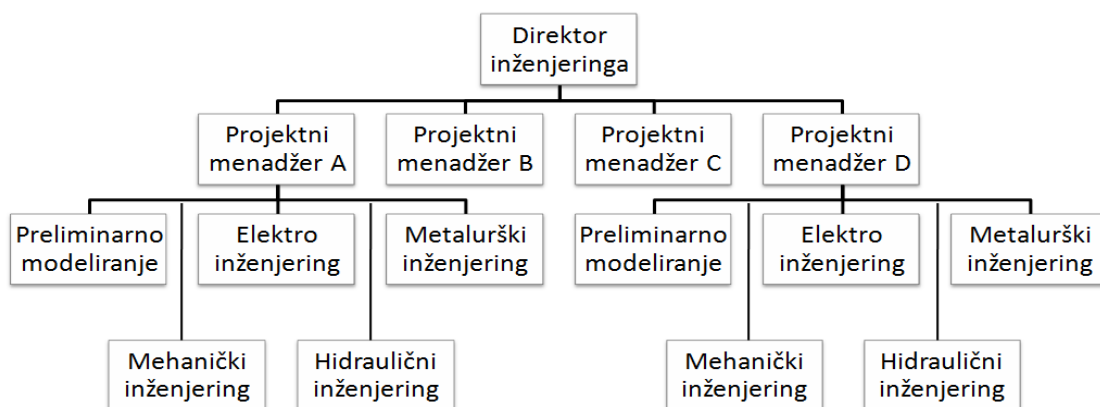 Direktor
inženjeringa
Projektni
menadžer A
Projektni
menadžer B
Projektni
menadžer C
Projektni
menadžer D
Preliminarno
modeliranje
Elektro
inženjering
Metalurški
inženjering
Preliminarno
modeliranje
Elektro
inženjering
Metalurški
inženjering
Mehanički
inženjering
Hidraulični
inženjering
Mehanički
inženjering
Hidraulični
inženjering